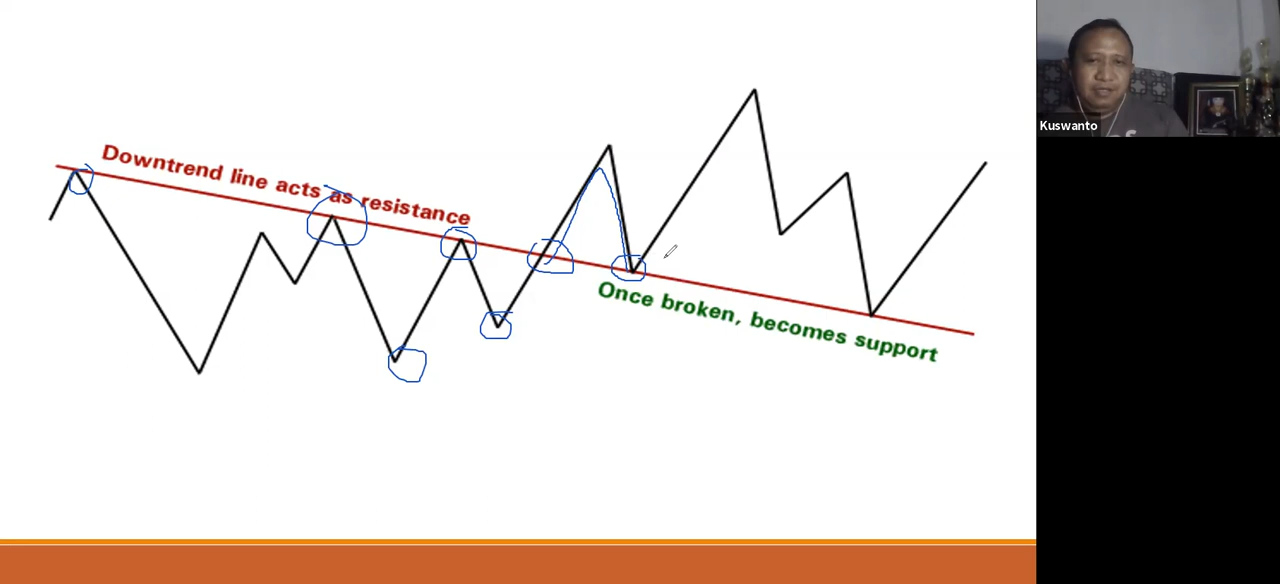 Downtrend line acts as resistance
Once broken, becomes support
Kuswanto